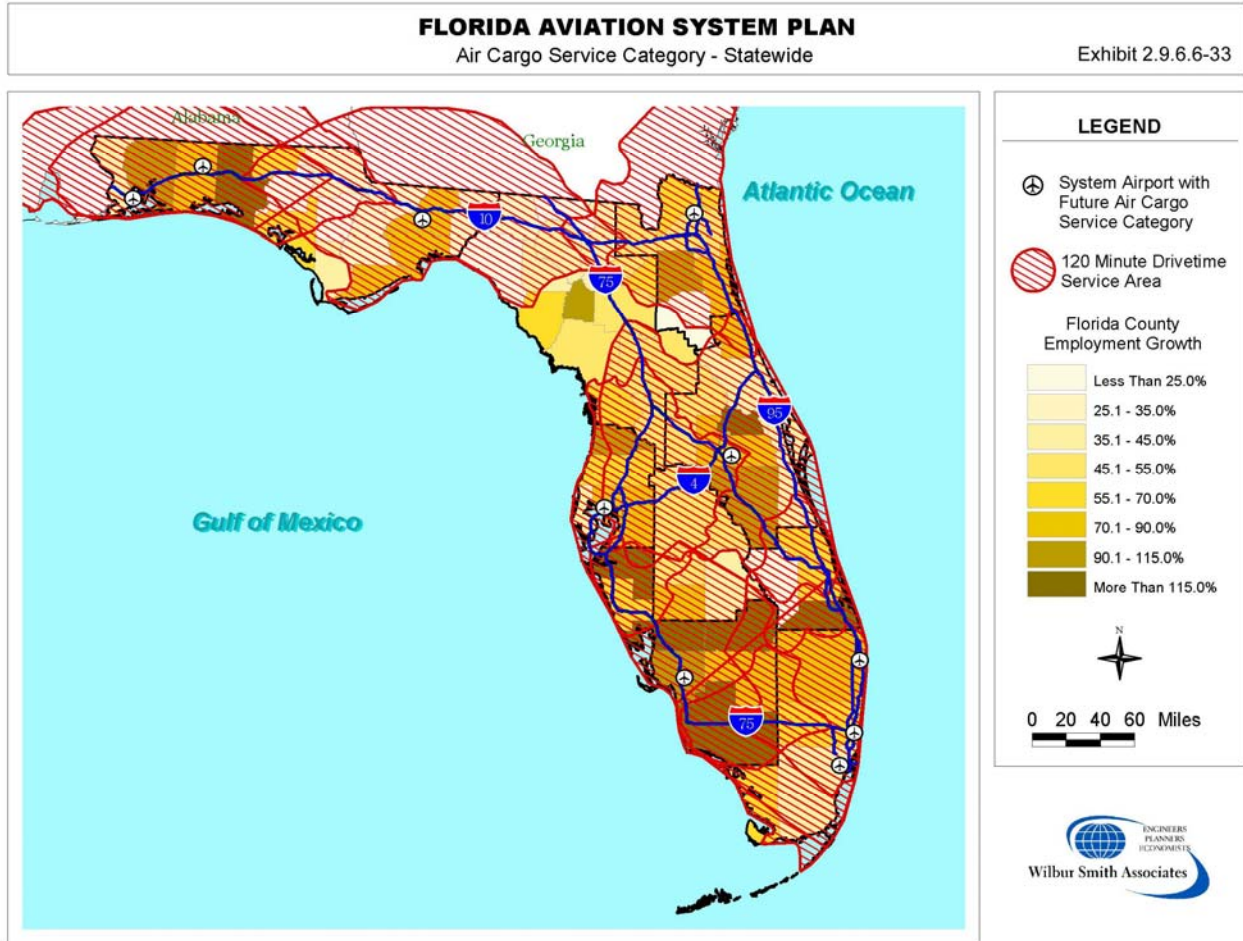 FLORIDA AVIATION SYSTEM PLAN
Air Cargo Service Category - Statewide
Exhibit 2.9.6.6-33
Alabama
Georgia
Atlantic Ocean
10
75
95
4
Gulf of Mexico
75
LEGEND
System Airport with
Future Air Cargo
Service Category
120 Minute Drivetime
Service Area
Florida County
Employment Growth
Less Than 25.0%
25.1 - 35.0%
35.1 - 45.0%
45.1 - 55.0%
55.1 - 70.0%
70.1 - 90.0%
90.1 - 115.0%
More Than 115.0%
N
0 20 40 60 Miles
ENGINEERS
PLANNERS
ECONOMISTS
Wilbur Smith Associates